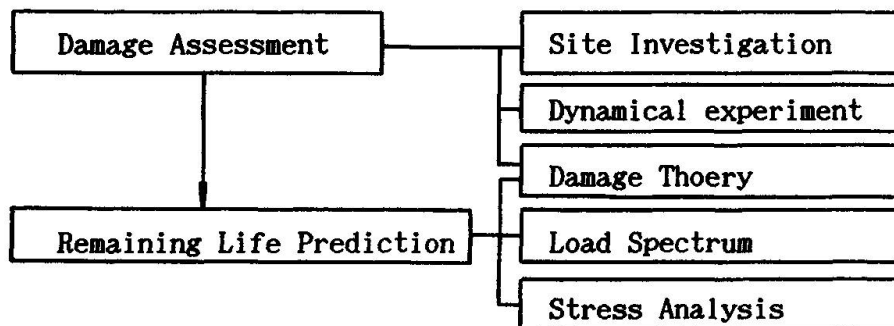 Damage Assessment
Site Investigation
Dynamical experiment
Damage Thoery
Remaining Life Prediction
Load Spectrum
Stress Analysis